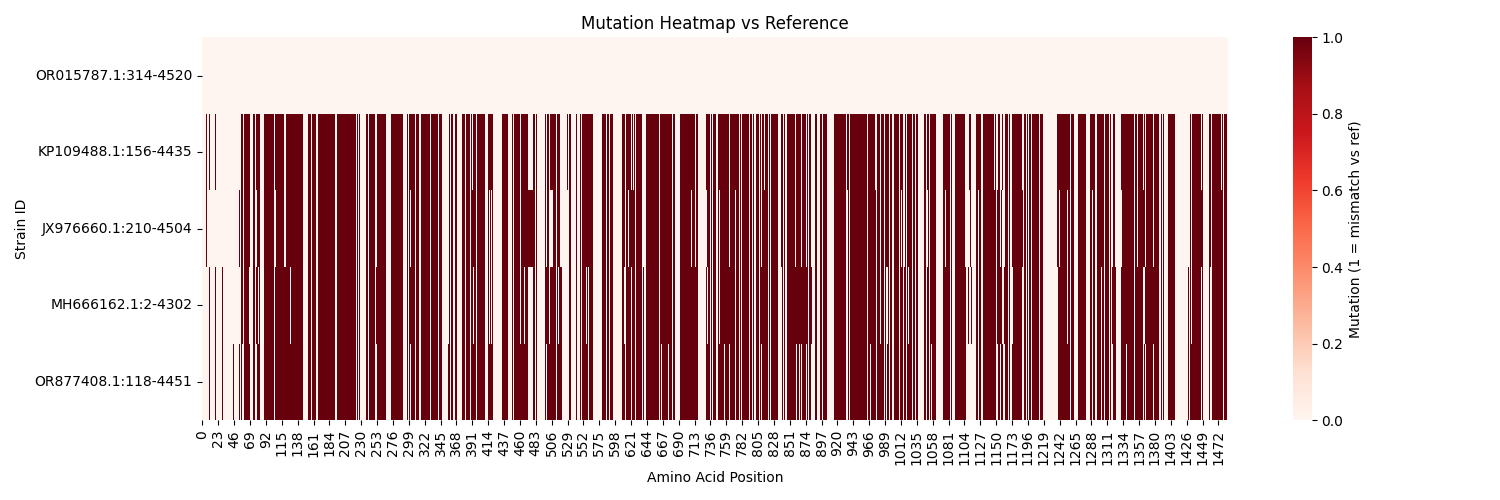 Mutation Heatmap vs Reference
OR015787.1:314-4520
KP109488.1:156-4435
JX976660.1:210-4504
MH666162.1:2-4302
OR877408.1:118-4451
Strain ID
0 23 46 69 92 115 138 161 184 207 230 253 276 299 322 345 368 391 414 437 460 483 506 529 552 575 598 621 644 667 690 713 736 759 782 805 828 851 874 897 920 943 966 989 1012 1035 1058 1081 1104 1127 1150 1173 1196 1219 1242 1265 1288 1311 1334 1357 1380 1403 1426 1449 1472
Amino Acid Position
1.0
0.8
0.6
0.4
0.2
0.0
Mutation (1 = mismatch vs ref)